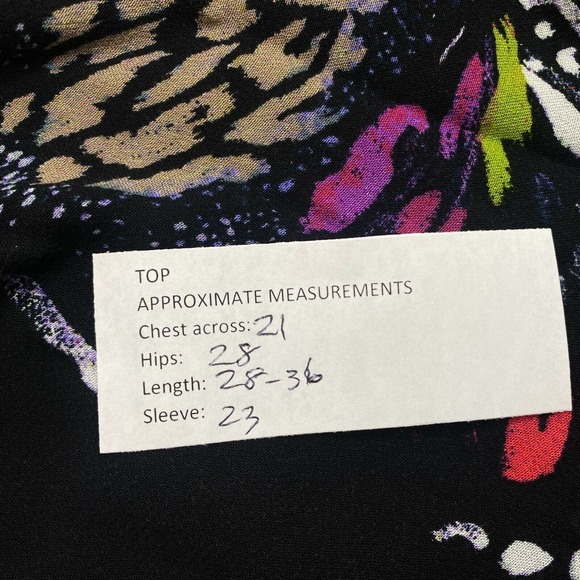 TOP
APPROXIMATE MEASUREMENTS
Chest across: 21
Hips: 28
Length: 28-36
Sleeve: 23